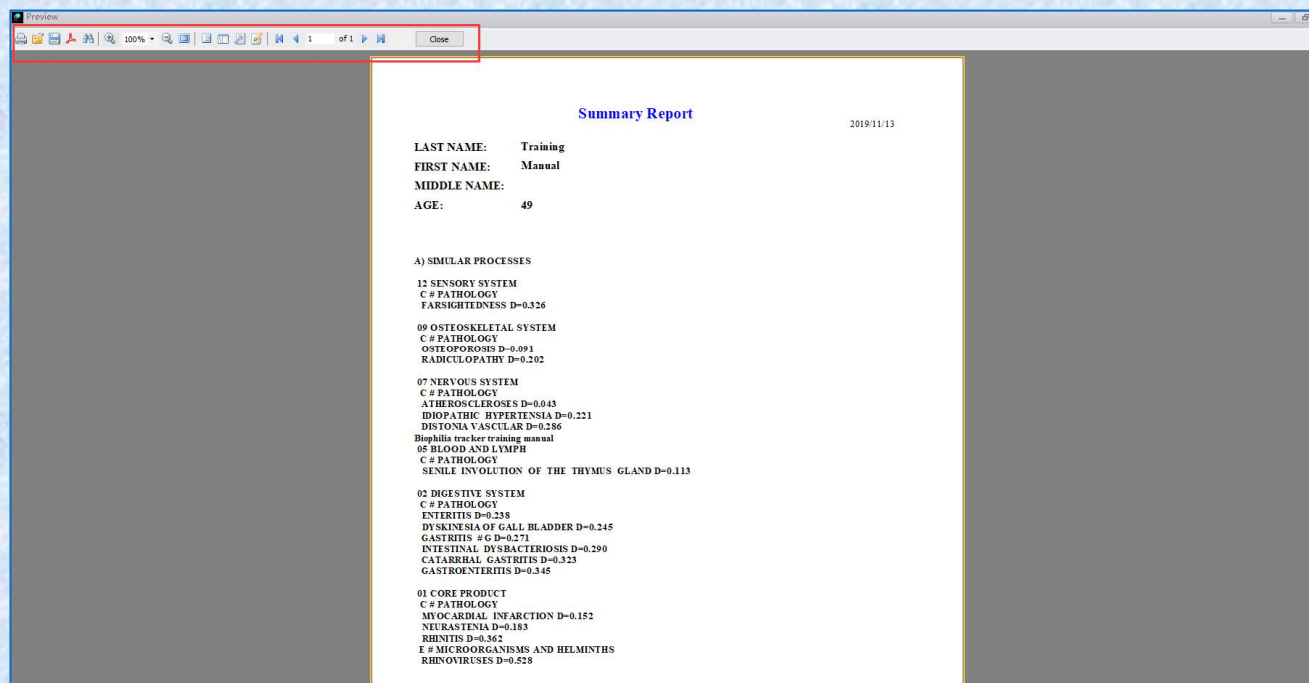 Preview
100%
1 of 1
Close
Summary Report
2019/11/13
LAST NAME: Training
FIRST NAME: Manual
MIDDLE NAME:
AGE: 49
A) SIMULAR PROCESSES
12 SENSORY SYSTEM
C # PATHOLOGY
FARSIGHTEDNESS D=0.326
09 OSTEOSKELETAL SYSTEM
C # PATHOLOGY
OSTEOPOROSIS D=0.091
RADICULOPATHY D=0.202
07 NERVOUS SYSTEM
C # PATHOLOGY
ATHEROSCLEROSES D=0.043
IDIOPATHIC HYPERTENSIA D=0.221
DISTONIA VASCULAR D=0.286
Biophilia tracker training manual
05 BLOOD AND LYMPH
C # PATHOLOGY
SENILE INVOLUTION OF THE THYMUS GLAND D=0.113
02 DIGESTIVE SYSTEM
C # PATHOLOGY
ENTERITIS D=0.238
DYSKINESIA OF GALL BLADDER D=0.245
GASTRITIS # G D=0.271
INTESTINAL DYSBACTERIOSIS D=0.290
CATARRHAL GASTRITIS D=0.323
GASTROENTERITIS D=0.345
01 CORE PRODUCT
C # PATHOLOGY
MYOCARDIAL INFARCTION D=0.152
NEURASTENIA D=0.183
RHINITIS D=0.362
E # MICROORGANISMS AND HELMINTHS
RHINOVIRUSES D=0.528